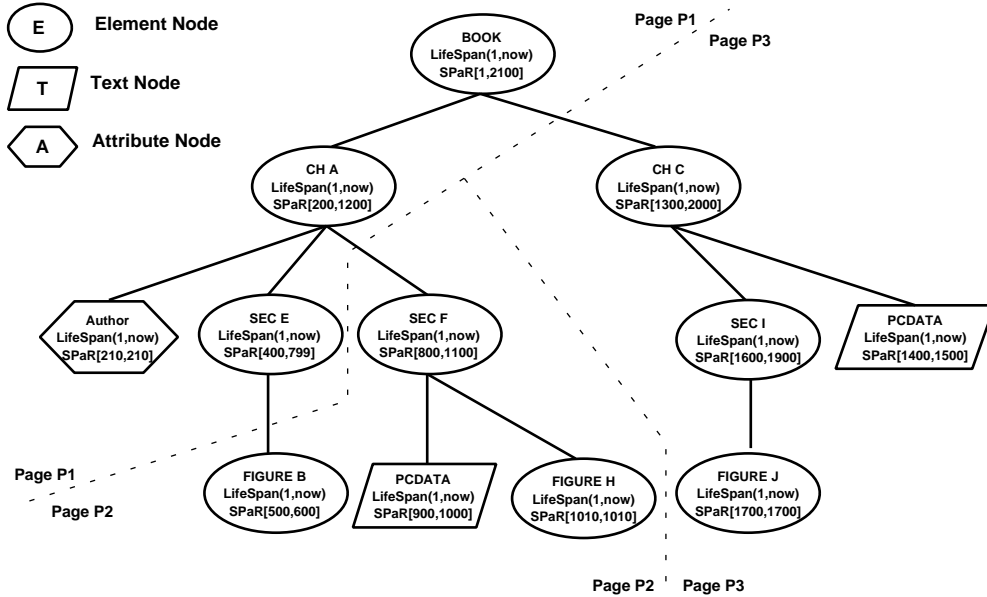 E
Element Node
T
Text Node
A
Attribute Node
Page P1
Page P3
BOOK
LifeSpan(1,now)
SPaR[1,2100]
CH A
LifeSpan(1,now)
SPaR[200,1200]
CH C
LifeSpan(1,now)
SPaR[1300,2000]
Author
LifeSpan(1,now)
SPaR[210,210]
SEC E
LifeSpan(1,now)
SPaR[400,799]
SEC F
LifeSpan(1,now)
SPaR[800,1100]
SEC I
LifeSpan(1,now)
SPaR[1600,1900]
PCDATA
LifeSpan(1,now)
SPaR[1400,1500]
Page P1
Page P2
FIGURE B
LifeSpan(1,now)
SPaR[500,600]
PCDATA
LifeSpan(1,now)
SPaR[900,1000]
FIGURE H
LifeSpan(1,now)
SPaR[1010,1010]
FIGURE J
LifeSpan(1,now)
SPaR[1700,1700]
Page P2
Page P3